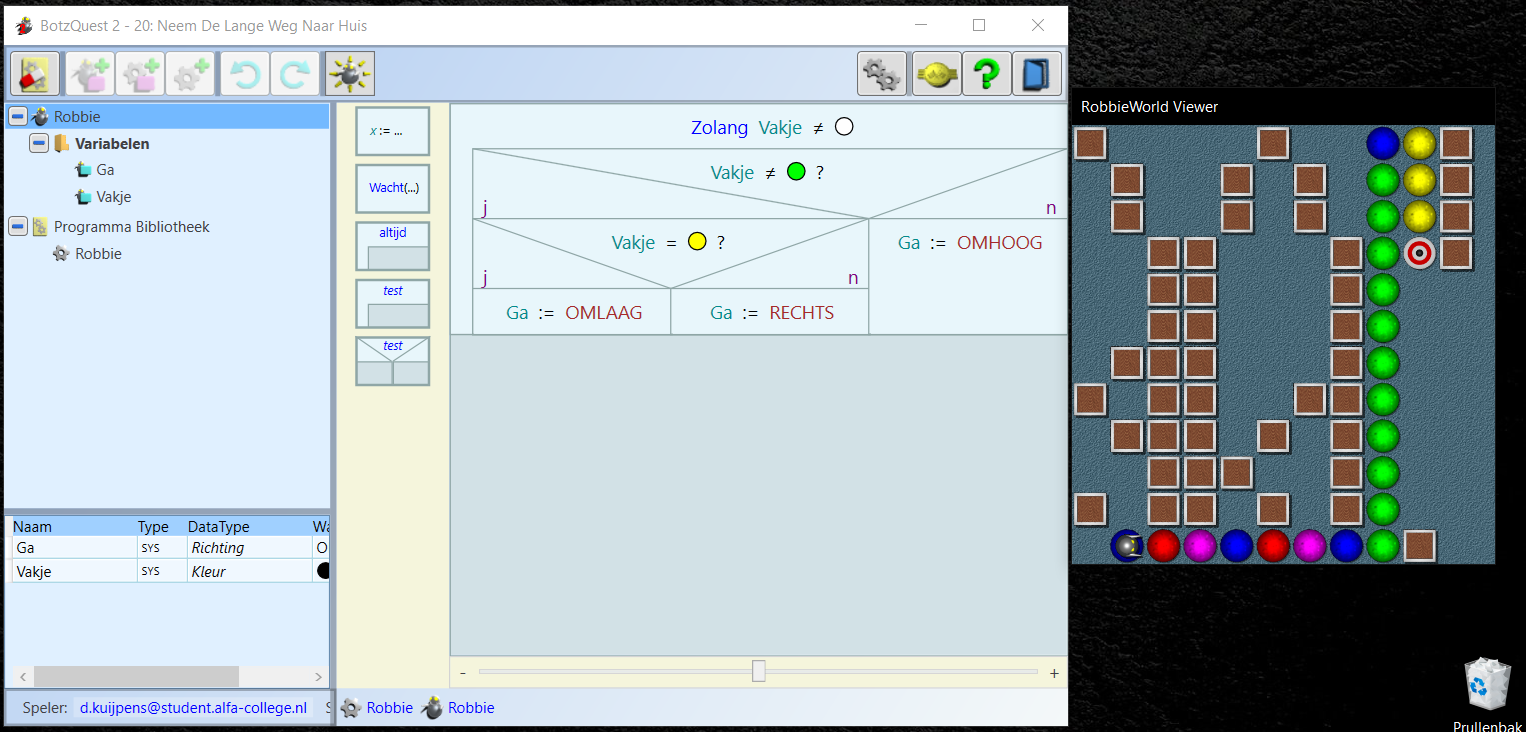 BotzQuest 2 - 20: Neem De Lange Weg Naar Huis
RobbieWorld Viewer
Robbie
Variabelen
Ga
Vakje
Programma Bibliotheek
Robbie
x := ...
Wacht(...)
altijd
test
test
Zolang Vakje ≠
Vakje ≠ ?
j n
Vakje = ?
j n
Ga := OMHOOG
Ga := OMLAAG
Ga := RECHTS
Naam Type DataType
Ga SYS Richting O
Vakje SYS Kleur
- +
Speler: d.kuijpens@student.alfa-college.nl S
Robbie Robbie
Prullenbak